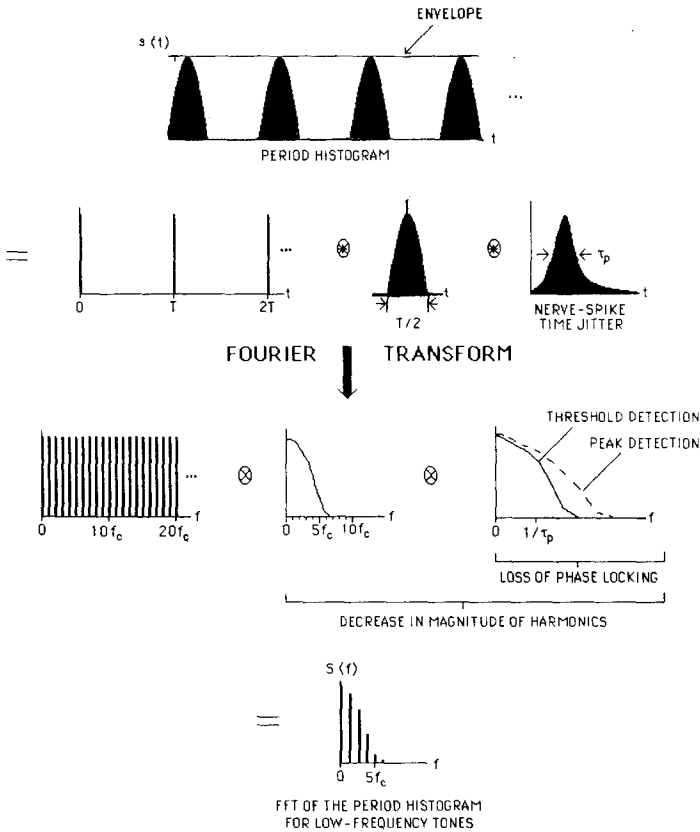 ENVELOPE
s (t)
...
t
PERIOD HISTOGRAM
=
...
0 T 2T t
⊛
t
T/2
⊛
τp
t
NERVE-SPIKE
TIME JITTER
FOURIER TRANSFORM
...
0 10fc 20fc f
⊗
0 5fc 10fc f
⊗
THRESHOLD DETECTION
PEAK DETECTION
0 1/τp f
LOSS OF PHASE LOCKING
DECREASE IN MAGNITUDE OF HARMONICS
=
S (f)
0 5fc f
FFT OF THE PERIOD HISTOGRAM
FOR LOW-FREQUENCY TONES